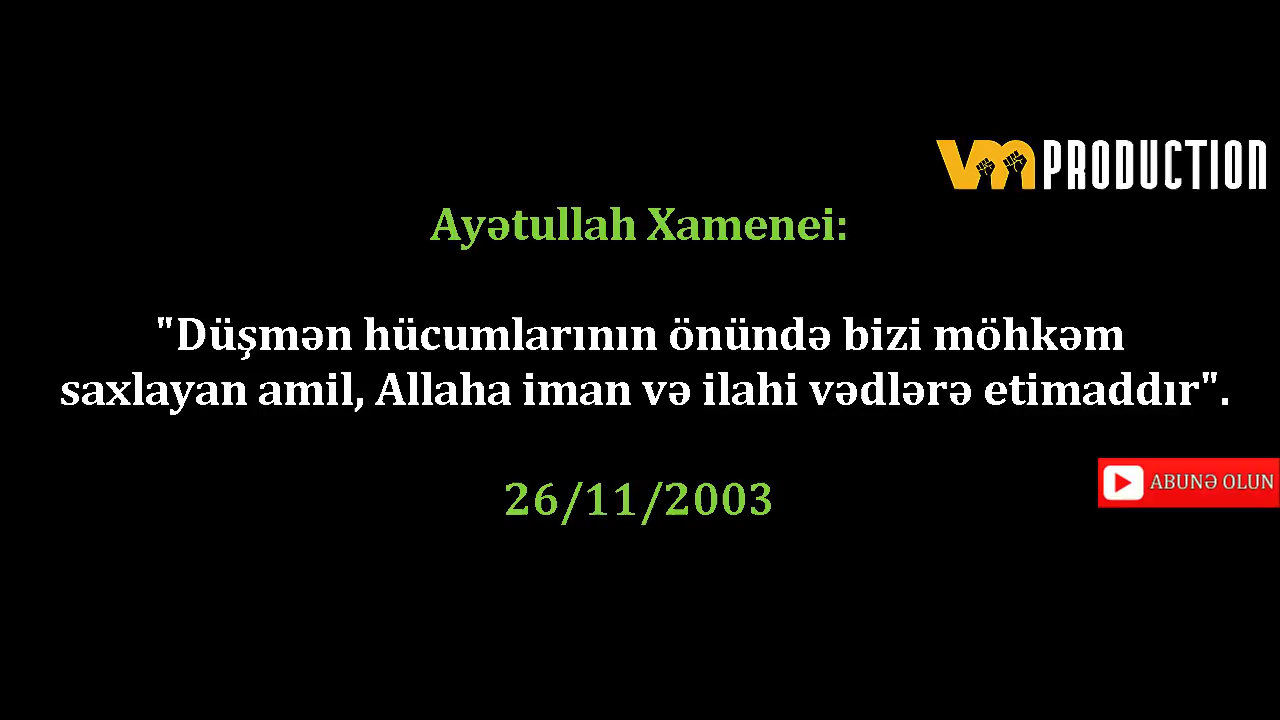 VM PRODUCTION
Ayətullah Xamenei:
"Düşmən hücumlarının önündə bizi möhkəm
saxlayan amil, Allaha iman və ilahi vədlərə etimaddır".
ABUNƏ OLUN
26/11/2003